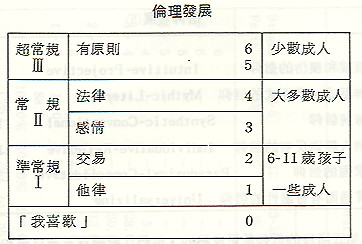 倫理發展
超常規 有原則 6 少數成人
III 5
常規 法律 4 大多數成人
II 感情 3
準常規 交易 2 6-11歲孩子
I 他律 1 一些成人
「我喜歡」 0